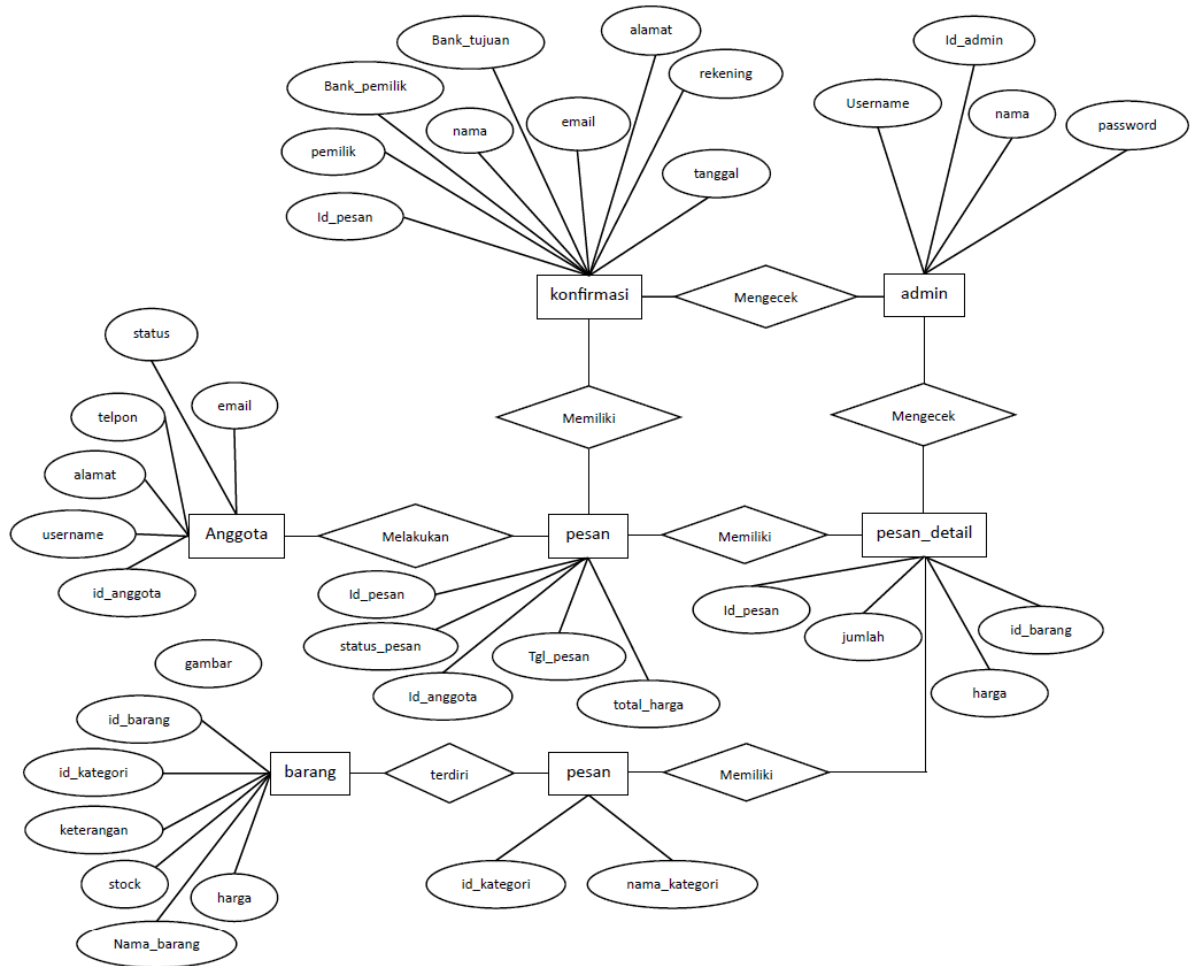 alamat
Id_admin
Bank_tujuan
rekening
Bank_pemilik
Username
nama
email
nama
password
pemilik
tanggal
Id_pesan
konfirmasi
Mengecek
admin
status
email
telpon
Memiliki
Mengecek
alamat
username
Anggota
Melakukan
pesan
Memiliki
pesan_detail
id_anggota
Id_pesan
Id_pesan
id_barang
status_pesan
jumlah
gambar
Tgl_pesan
Id_anggota
total_harga
harga
id_barang
id_kategori
barang
terdiri
pesan
Memiliki
keterangan
stock
harga
id_kategori
nama_kategori
Nama_barang